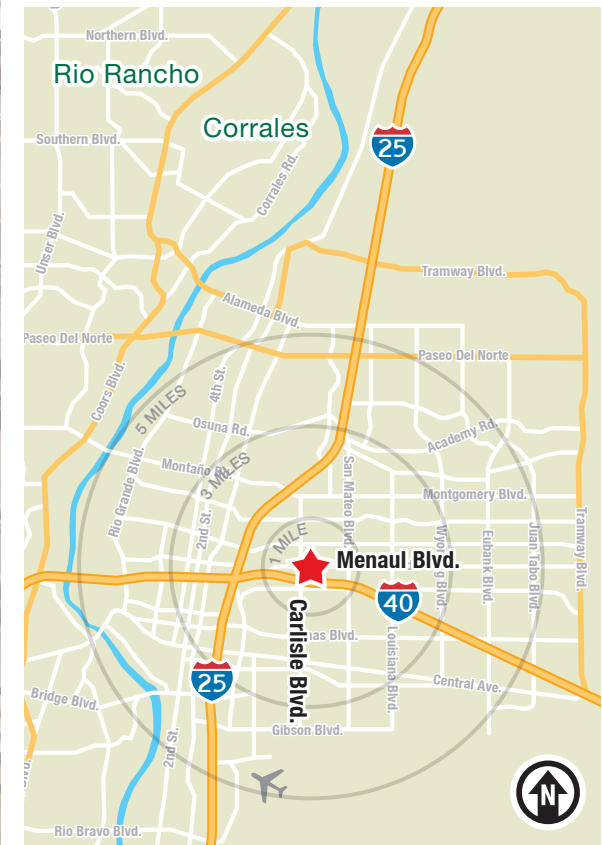 Northern Blvd.
Rio Rancho
Corrales
25
Southern Blvd.
Corrales Rd.
Unser Blvd.
Tramway Blvd.
Alameda Blvd.
Paseo Del Norte
Paseo Del Norte
Coors Blvd.
4th St.
5 MILES
Osuna Rd.
Academy Rd.
Montaño
3 MILES
San Mateo Blvd.
Montgomery Blvd.
Rio Grande Blvd.
2nd St.
1 MILE
Eubank Blvd.
Juan Tabo Blvd.
Tramway Blvd.
Menaul Blvd.
40
Carlisle Blvd.
Blvd.
Louisiana Blvd.
25
Central Ave.
Bridge Blvd.
2nd St.
Gibson Blvd.
N
Rio Bravo Blvd.